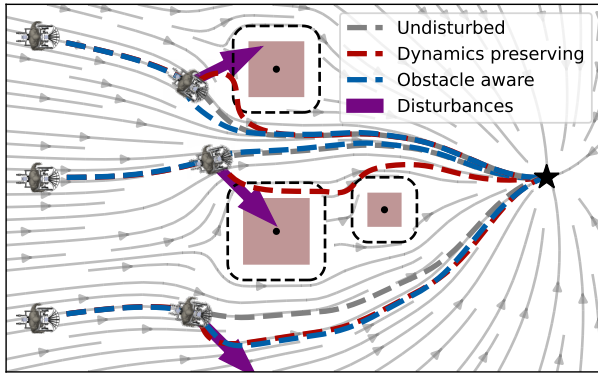 Undisturbed
Dynamics preserving
Obstacle aware
Disturbances